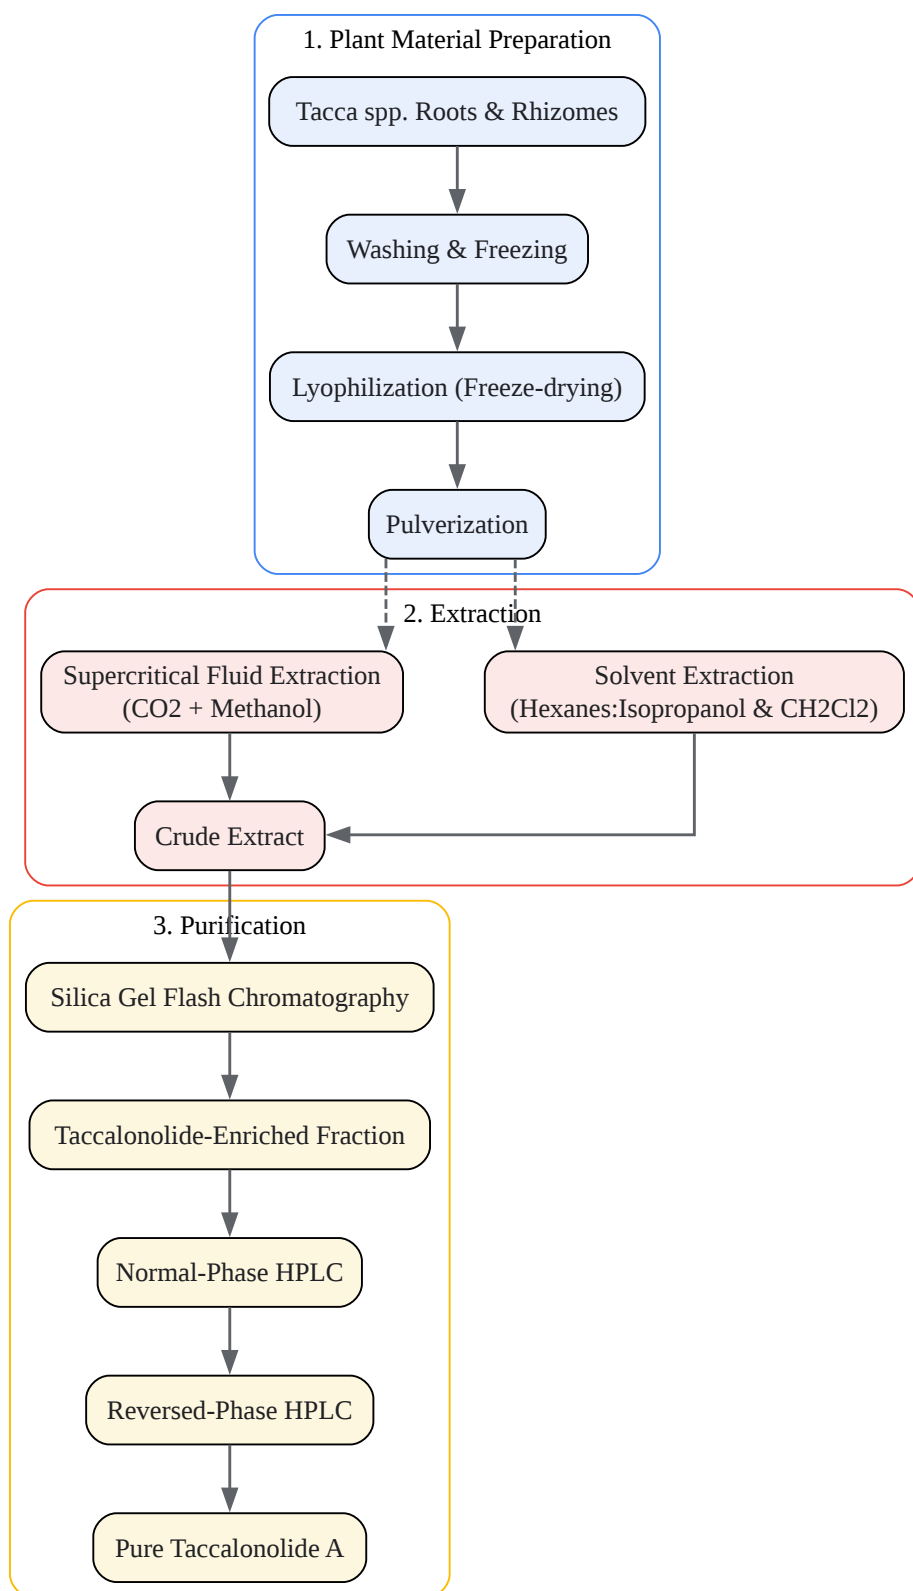 1. Plant Material Preparation
Tacca spp. Roots & Rhizomes
Washing & Freezing
Lyophilization (Freeze-drying)
Pulverization
2. Extraction
Supercritical Fluid Extraction
(CO2 + Methanol)
Solvent Extraction
(Hexanes:Isopropanol & CH2Cl2)
Crude Extract
3. Purification
Silica Gel Flash Chromatography
Taccalonolide-Enriched Fraction
Normal-Phase HPLC
Reversed-Phase HPLC
Pure Taccalonolide A